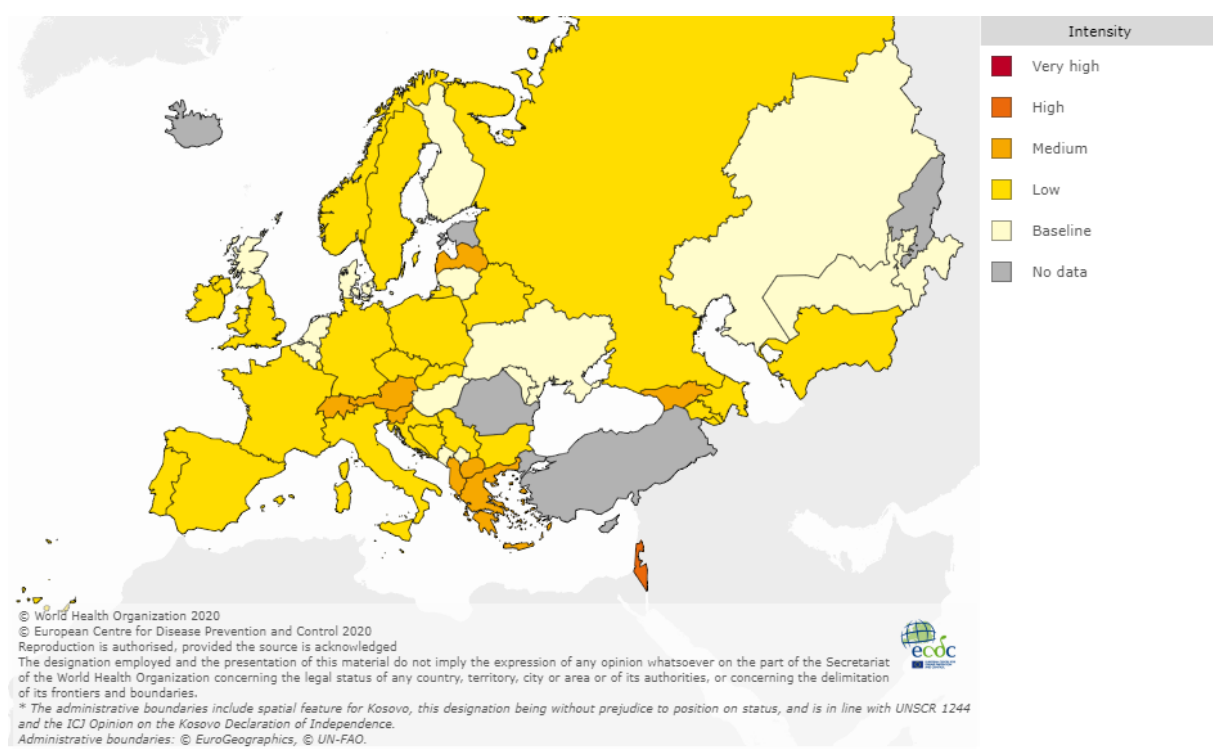 Intensity
Very high
High
Medium
Low
Baseline
No data
© World Health Organization 2020
© European Centre for Disease Prevention and Control 2020
Reproduction is authorised, provided the source is acknowledged
The designation employed and the presentation of this material do not imply the expression of any opinion whatsoever on the part of the Secretariat
of the World Health Organization concerning the legal status of any country, territory, city or area or of its authorities, or concerning the delimitation
of its frontiers and boundaries.
* The administrative boundaries include spatial feature for Kosovo, this designation being without prejudice to position on status, and is in line with UNSCR 1244
and the ICJ Opinion on the Kosovo Declaration of Independence.
Administrative boundaries: © EuroGeographics, © UN-FAO.
ecdc